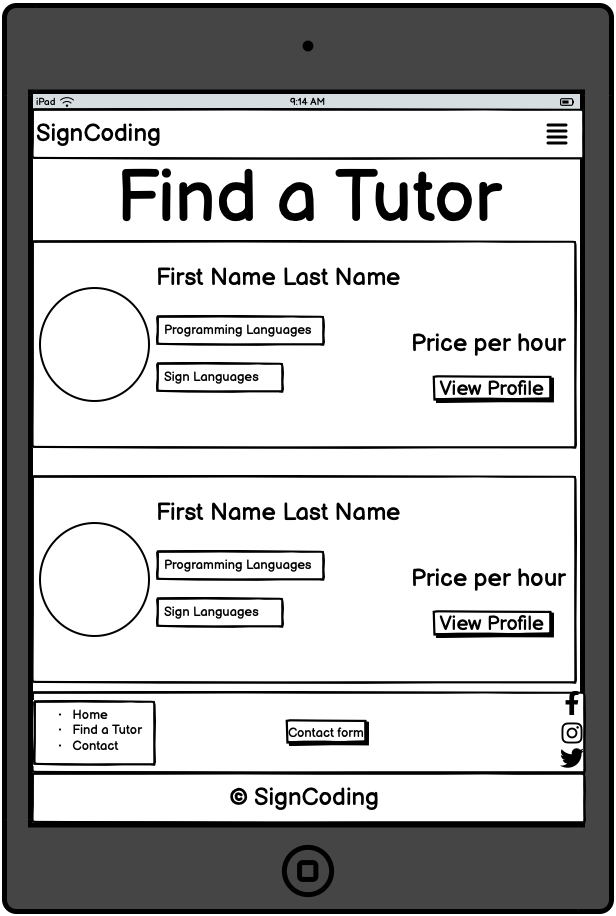 iPad
9:14 AM
SignCoding
Find a Tutor
First Name Last Name
Programming Languages
Sign Languages
Price per hour
View Profile
First Name Last Name
Programming Languages
Sign Languages
Price per hour
View Profile
· Home
· Find a Tutor
· Contact
Contact form
© SignCoding